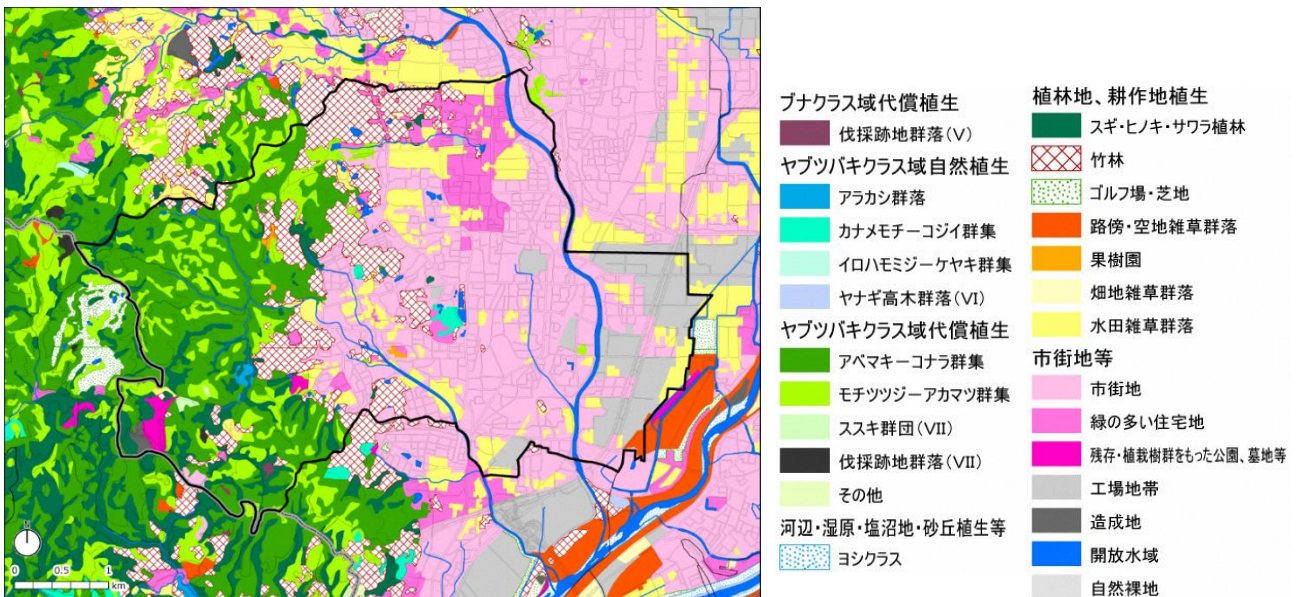 N
0 0.5 1
km
ブナクラス域代償植生
伐採跡地群落(Ⅴ)
ヤブツバキクラス域自然植生
アラカシ群落
カナメモチーコジイ群集
イロハモミジーケヤキ群集
ヤナギ高木群落(Ⅵ)
ヤブツバキクラス域代償植生
アベマキーコナラ群集
モチツツジーアカマツ群集
ススキ群団(Ⅶ)
伐採跡地群落(Ⅶ)
その他
河辺・湿原・塩沼地・砂丘植生等
ヨシクラス
植林地、耕作地植生
スギ・ヒノキ・サワラ植林
竹林
ゴルフ場・芝地
路傍・空地雑草群落
果樹園
畑地雑草群落
水田雑草群落
市街地等
市街地
緑の多い住宅地
残存・植栽樹群をもった公園、墓地等
工場地帯
造成地
開放水域
自然裸地